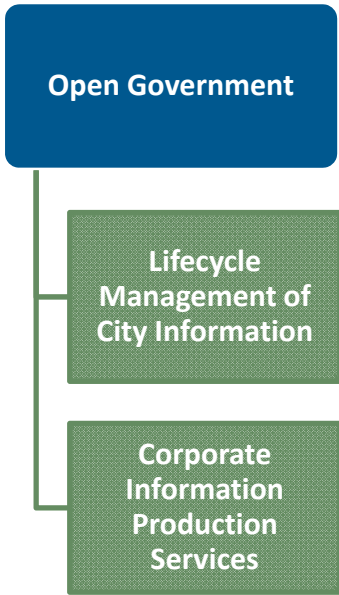 Open Government
Lifecycle
Management of
City Information
Corporate
Information
Production
Services